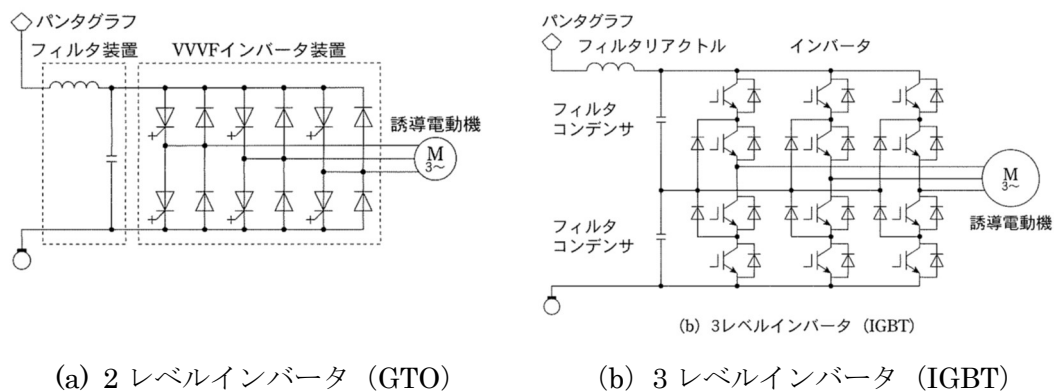 パンタグラフ
フィルタ装置
VVVFインバータ装置
誘導電動機
M
3~
(a) 2レベルインバータ（GTO）
パンタグラフ
フィルタリアクトル
インバータ
フィルタ
コンデンサ
フィルタ
コンデンサ
M
3~
誘導電動機
(b) 3レベルインバータ (IGBT)
(b) 3レベルインバータ（IGBT）